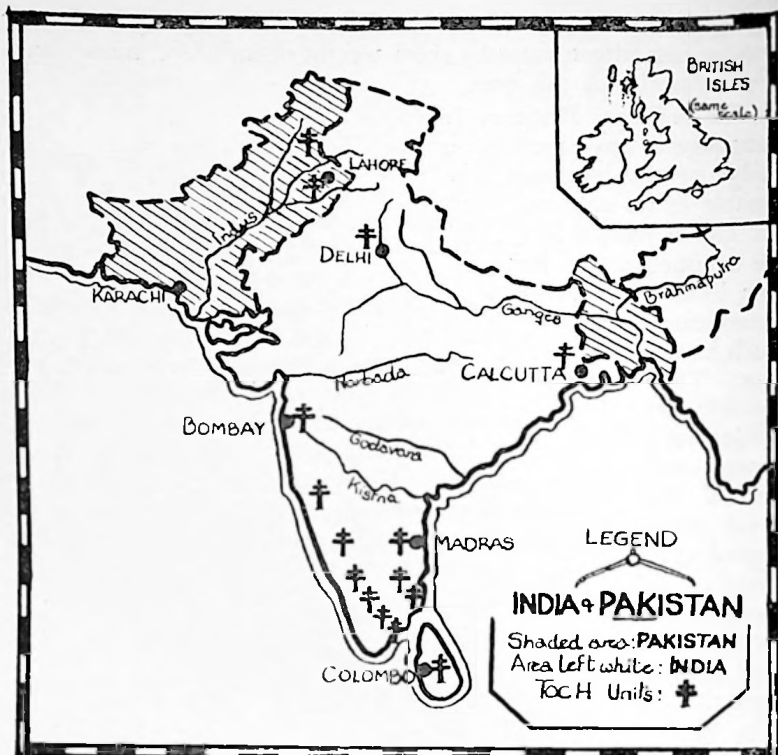 BRITISH
ISLES
(same
scale)
LAHORE
Indus
DELHI
KARACHI
Brahmaputra
Ganges
CALCUTTA
Narbada
BOMBAY
Godavara
Kistna
MADRAS
LEGEND
INDIA & PAKISTAN
Shaded area: PAKISTAN
Area Left white: INDIA
TOC H Units:
COLOMBO